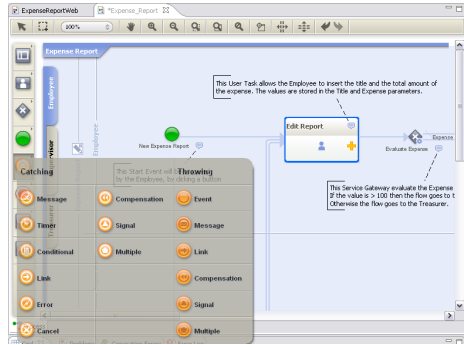 ExpenseReportWeb
*Expense_Report
100%
Expense Report
Employee
Employee
This User Task allows the Employee to insert the title and the total amount of
the expense. The values are stored in the Title and Expense parameters.
New Expense Report
Edit Report
Evaluate Expense
Expense
This Start Event will
by the Employee, by clicking a button
This Service Gateway evaluate the Expense
If the value is > 100 then the flow goes to t
Otherwise the flow goes to the Treasurer.
Catching
Throwing
Message
Compensation
Event
Timer
Signal
Message
Conditional
Multiple
Link
Link
Compensation
Error
Signal
Cancel
Multiple